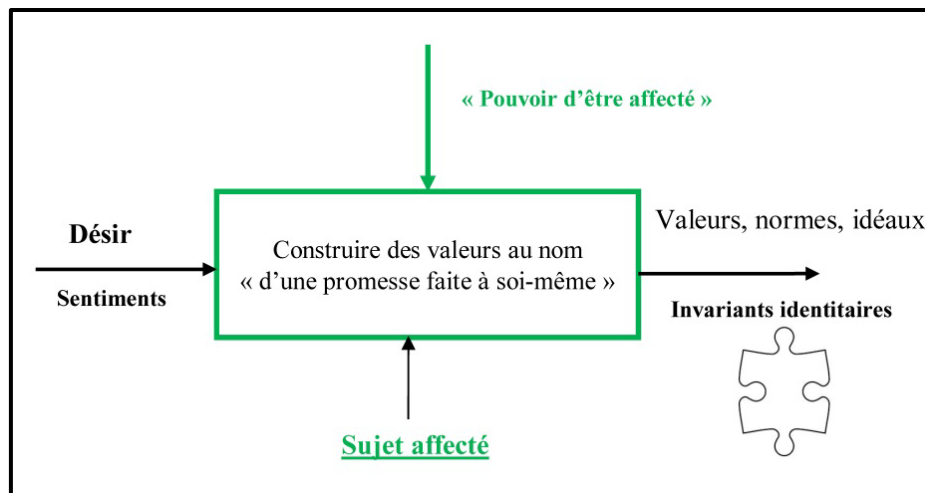 « Pouvoir d'être affecté »
Désir
Sentiments
Construire des valeurs au nom
« d'une promesse faite à soi-même »
Valeurs, normes, idéaux
Invariants identitaires
Sujet affecté